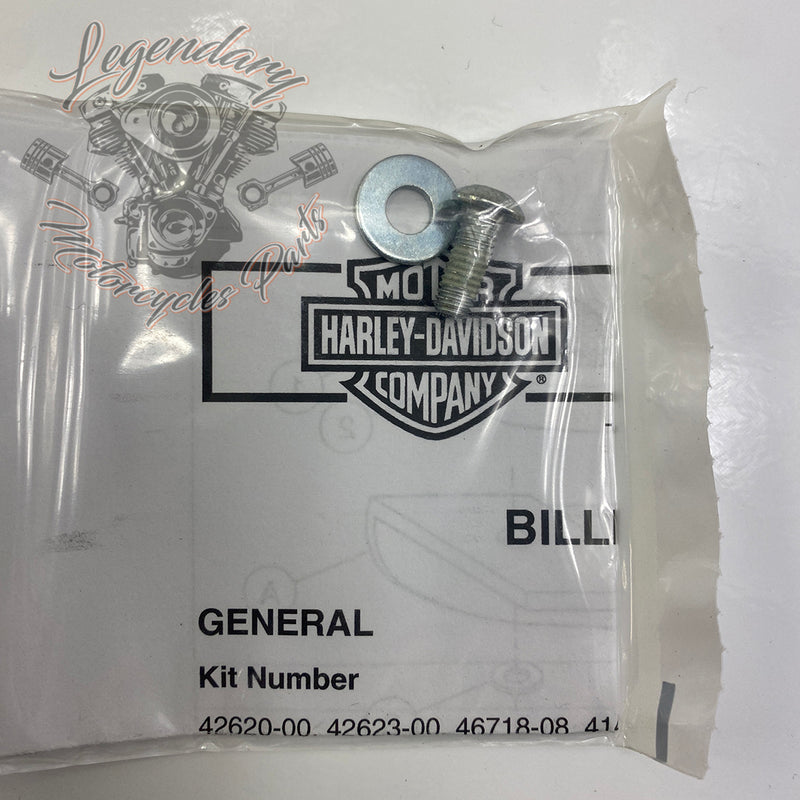 Legendary
Motorcycles Parts
MOTOR
HARLEY-DAVIDSON
COMPANY
®
BILL
GENERAL
Kit Number
42620-00, 42623-00, 46718-08, 41